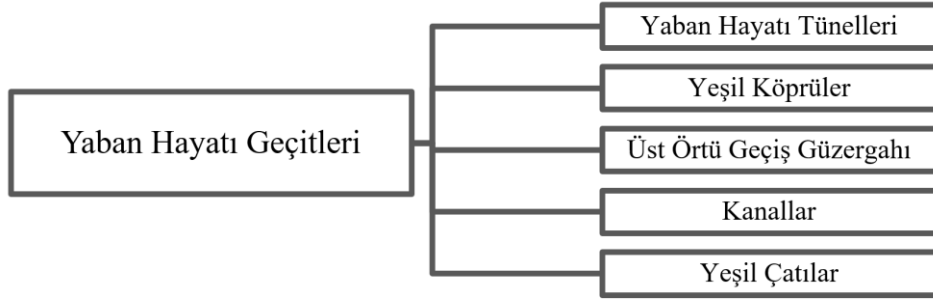 Yaban Hayatı Geçitleri
Yaban Hayatı Tünelleri
Yeşil Köprüler
Üst Örtü Geçiş Güzergahı
Kanallar
Yeşil Çatılar